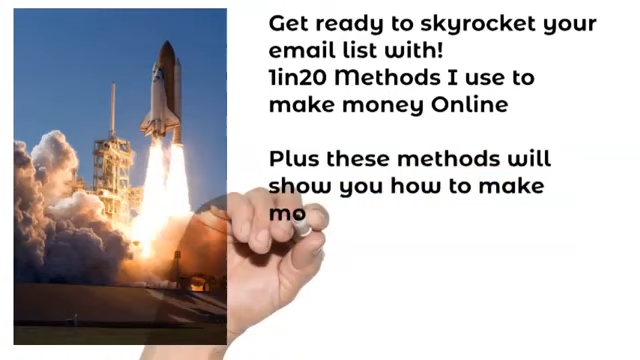 Get ready to skyrocket your
email list with!
1in20 Methods I use to
make money Online
Plus these methods will
show you how to make
mo